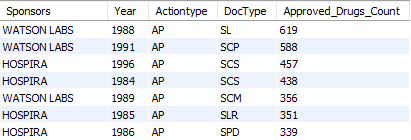 Sponsors Year Actiontype DocType Approved_Drugs_Count
WATSON LABS 1988 AP SL 619
WATSON LABS 1991 AP SCP 588
HOSPIRA 1996 AP SCS 457
HOSPIRA 1984 AP SCS 438
WATSON LABS 1989 AP SCM 356
HOSPIRA 1985 AP SLR 351
HOSPIRA 1986 AP SPD 339